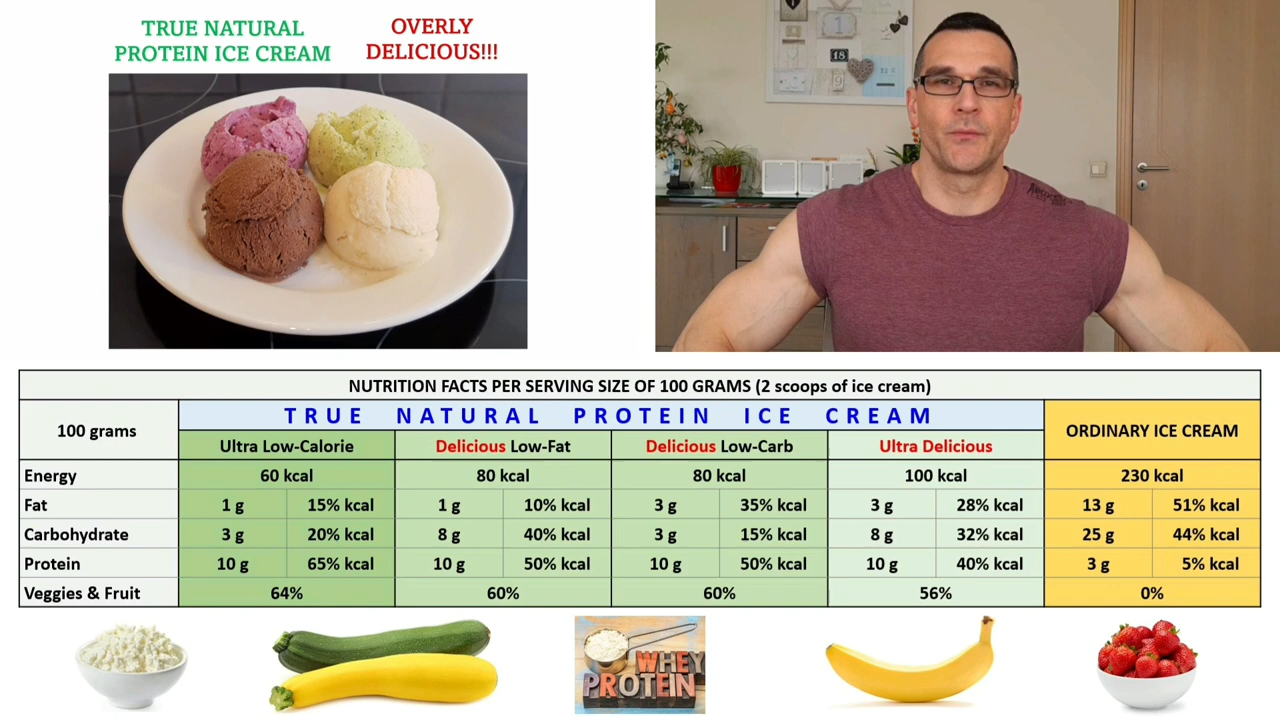 TRUE NATURAL
PROTEIN ICE CREAM
OVERLY
DELICIOUS!!!
1
18
9
NUTRITION FACTS PER SERVING SIZE OF 100 GRAMS (2 scoops of ice cream)
100 grams
TRUE NATURAL PROTEIN ICE CREAM
ORDINARY ICE CREAM
Ultra Low-Calorie
Delicious Low-Fat
Delicious Low-Carb
Ultra Delicious
Energy 60 kcal 80 kcal 80 kcal 100 kcal 230 kcal
Fat 1 g 15% kcal 1 g 10% kcal 3 g 35% kcal 3 g 28% kcal 13 g 51% kcal
Carbohydrate 3 g 20% kcal 8 g 40% kcal 3 g 15% kcal 8 g 32% kcal 25 g 44% kcal
Protein 10 g 65% kcal 10 g 50% kcal 10 g 50% kcal 10 g 40% kcal 3 g 5% kcal
Veggies & Fruit 64% 60% 60% 56% 0%
WHEY
PROTEIN